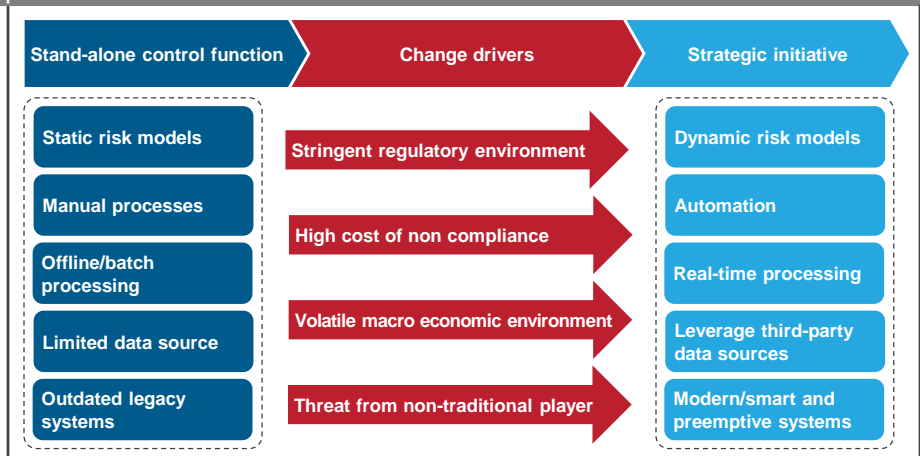 Stand-alone control function
Change drivers
Strategic initiative
Static risk models
Manual processes
Offline/batch
processing
Limited data source
Outdated legacy
systems
Stringent regulatory environment
High cost of non compliance
Volatile macro economic environment
Threat from non-traditional player
Dynamic risk models
Automation
Real-time processing
Leverage third-party
data sources
Modern/smart and
preemptive systems